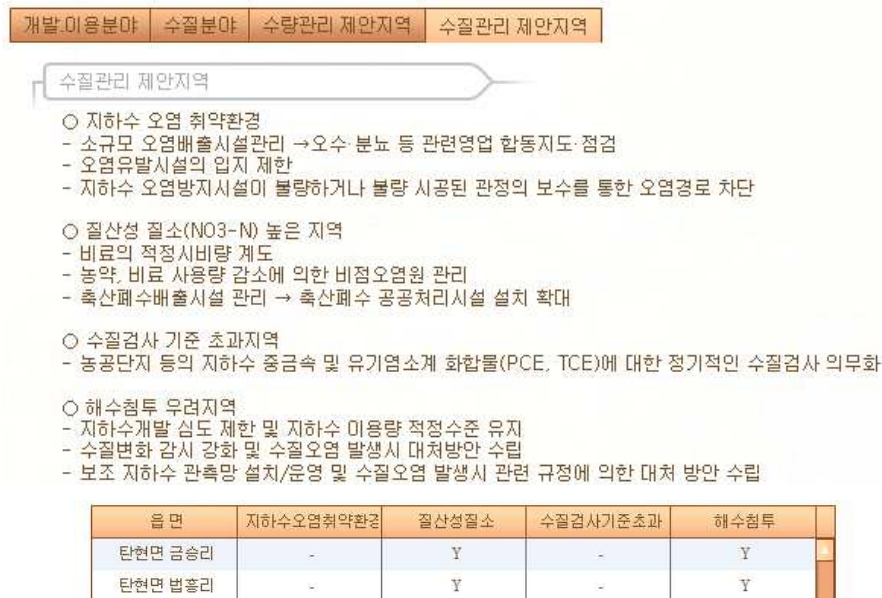 개발.이용분야 수질분야 수량관리 제안지역 수질관리 제안지역
수질관리 제안지역
○ 지하수 오염 취약환경
- 소규모 오염배출시설관리 →오수·분뇨 등 관련영업 합동지도·점검
- 오염유발시설의 입지 제한
- 지하수 오염방지시설이 불량하거나 불량 시공된 관정의 보수를 통한 오염경로 차단
○ 질산성 질소(NO3-N) 높은 지역
- 비료의 적정시비량 계도
- 농약, 비료 사용량 감소에 의한 비점오염원 관리
- 축산폐수배출시설 관리 → 축산폐수 공공처리시설 설치 확대
○ 수질검사 기준 초과지역
- 농공단지 등의 지하수 중금속 및 유기염소계 화합물(PCE, TCE)에 대한 정기적인 수질검사 의무화
○ 해수침투 우려지역
- 지하수개발 심도 제한 및 지하수 이용량 적정수준 유지
- 수질변화 감시 강화 및 수질오염 발생시 대처방안 수립
- 보조 지하수 관측망 설치/운영 및 수질오염 발생시 관련 규정에 의한 대처 방안 수립
읍 면 지하수오염취약환경 질산성질소 수질검사기준초과 해수침투
탄현면 금승리 - Y - Y
탄현면 법흥리 - Y - Y